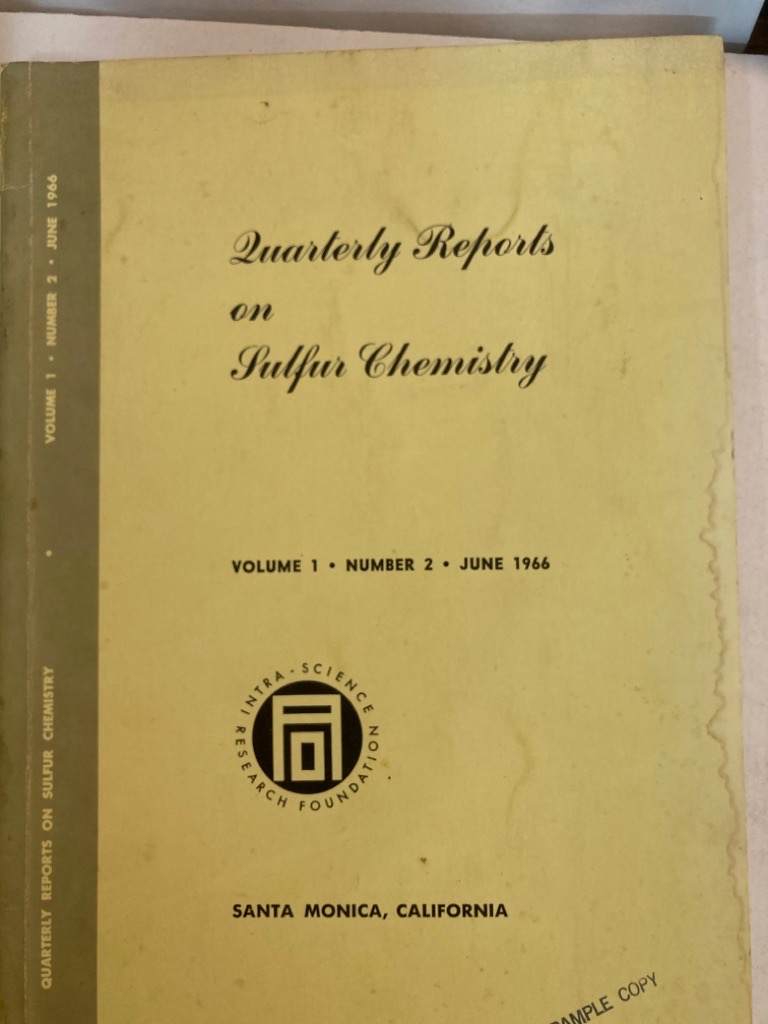 QUARTERLY REPORTS ON SULFUR CHEMISTRY • VOLUME 1 • NUMBER 2 • JUNE 1966
Quarterly Reports
on
Sulfur Chemistry
VOLUME 1 • NUMBER 2 • JUNE 1966
INTRA-SCIENCE RESEARCH FOUNDATION
SANTA MONICA, CALIFORNIA
COPY